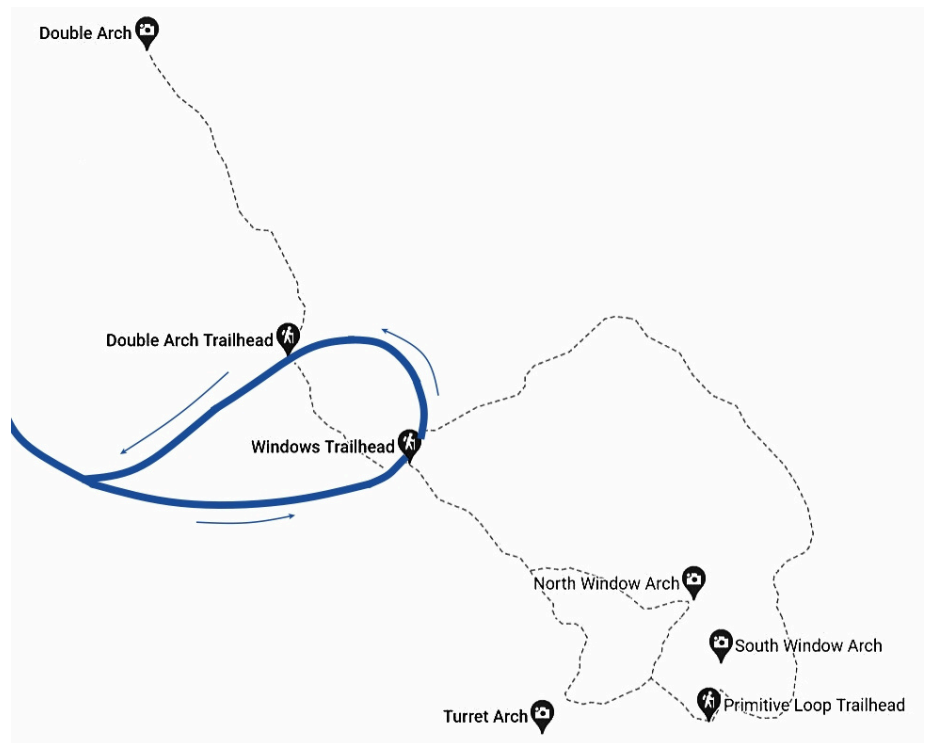 Double Arch
Double Arch Trailhead
Windows Trailhead
North Window Arch
South Window Arch
Primitive Loop Trailhead
Turret Arch